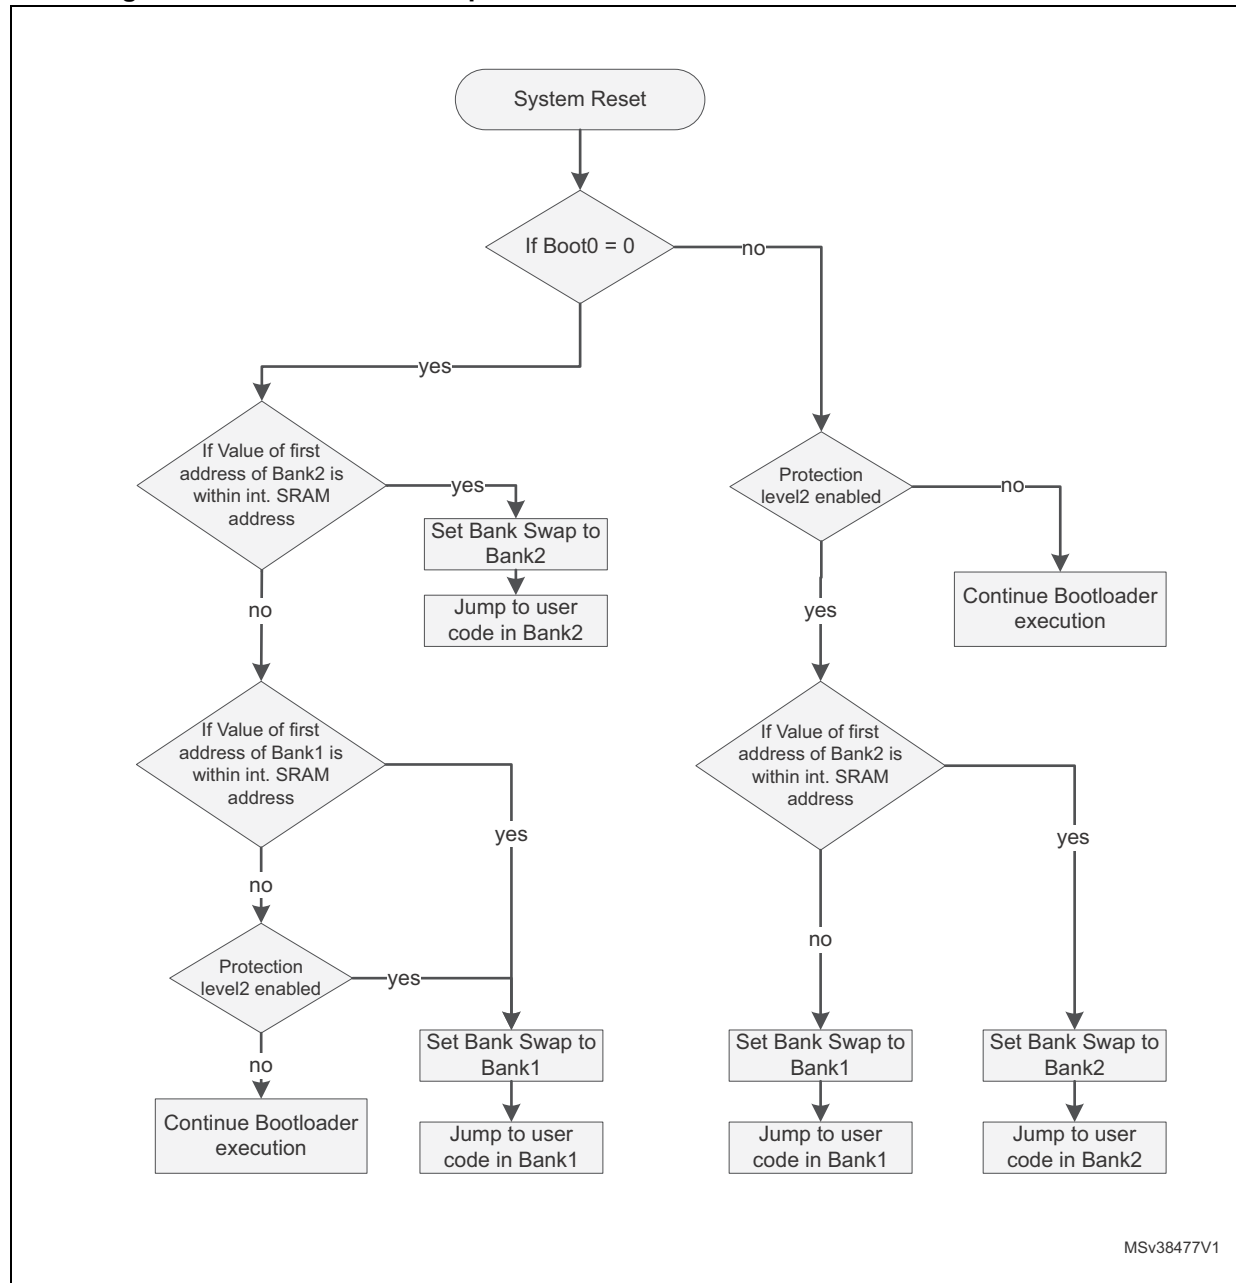 System Reset
If Boot0 = 0
no
yes
If Value of first
address of Bank2 is
within int. SRAM
address
yes
Set Bank Swap to
Bank2
Jump to user
code in Bank2
no
Protection
level2 enabled
no
Continue Bootloader
execution
yes
If Value of first
address of Bank1 is
within int. SRAM
address
yes
no
If Value of first
address of Bank2 is
within int. SRAM
address
yes
no
Protection
level2 enabled
yes
no
Continue Bootloader
execution
Set Bank Swap to
Bank1
Jump to user
code in Bank1
Set Bank Swap to
Bank1
Jump to user
code in Bank1
Set Bank Swap to
Bank2
Jump to user
code in Bank2
MSv38477V1